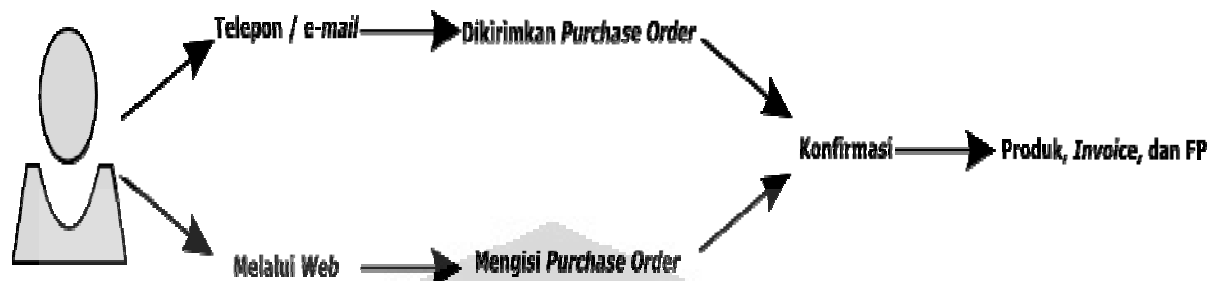 Telepon / e-mail
Dikirimkan Purchase Order
Konfirmasi
Produk, Invoice, dan FP
Melalui Web
Mengisi Purchase Order